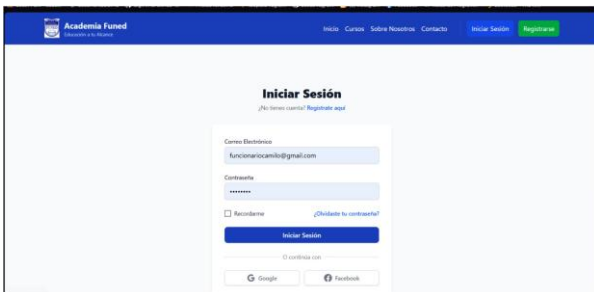 Academia Funed
Educación a tu Alcance
Inicio Cursos Sobre Nosotros Contacto Iniciar Sesión Registrarse
Iniciar Sesión
¿No tienes cuenta? Regístrate aquí
Correo Electrónico
funcionariocamilo@gmail.com
Contraseña
••••••••
Recordarme ¿Olvidaste tu contraseña?
Iniciar Sesión
O continúa con
Google Facebook